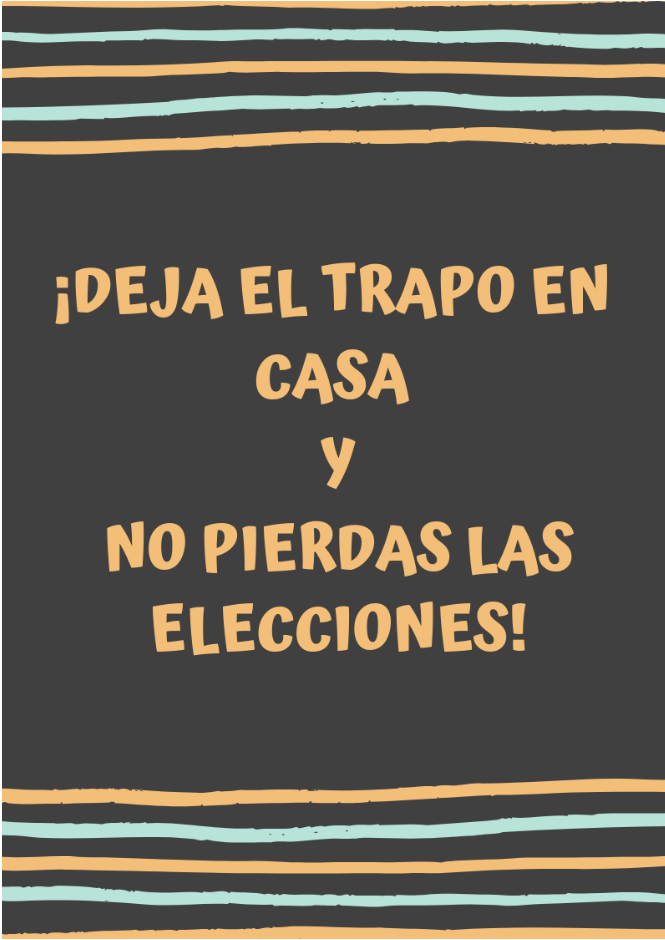 ¡DEJA EL TRAPO EN
CASA
y
NO PIERDAS LAS
ELECCIONES!